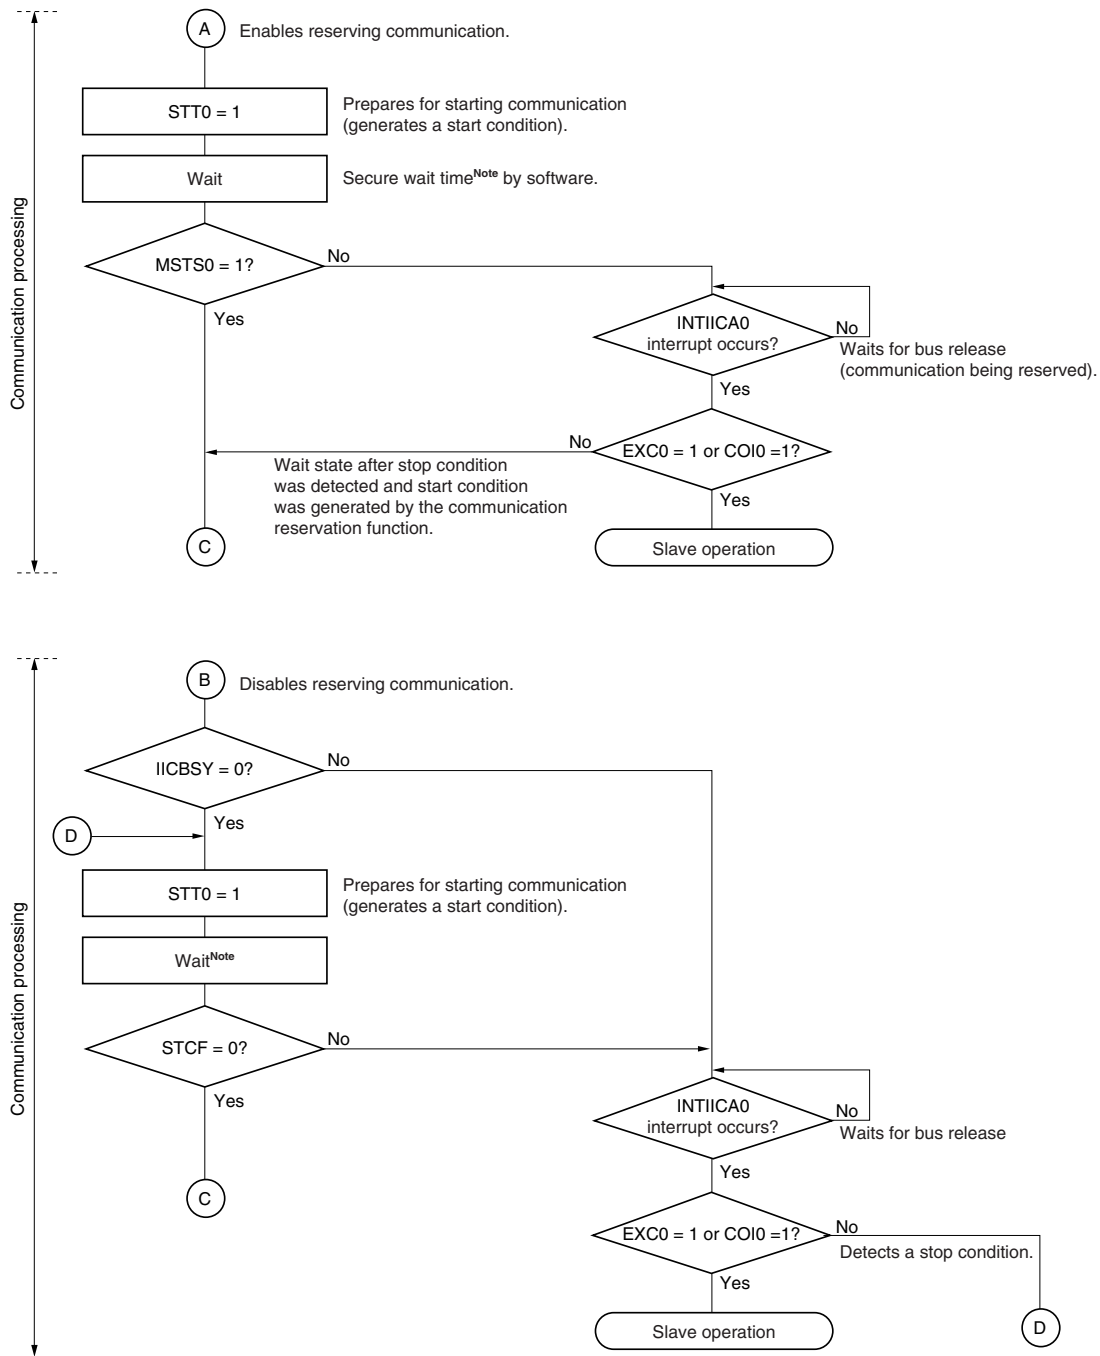 A
Enables reserving communication.
STT0 = 1
Prepares for starting communication
(generates a start condition).
Wait
Secure wait timeNote by software.
Communication processing
MSTS0 = 1?
No
Yes
INTIICA0
interrupt occurs?
No
Waits for bus release
(communication being reserved).
Yes
EXC0 = 1 or COI0 =1?
No
Wait state after stop condition
was detected and start condition
was generated by the communication
reservation function.
Yes
C
Slave operation
B
Disables reserving communication.
IICBSY = 0?
No
Yes
D
STT0 = 1
Prepares for starting communication
(generates a start condition).
WaitNote
Communication processing
STCF = 0?
No
Yes
INTIICA0
interrupt occurs?
No
Waits for bus release
Yes
C
EXC0 = 1 or COI0 =1?
No
Detects a stop condition.
Yes
Slave operation
D